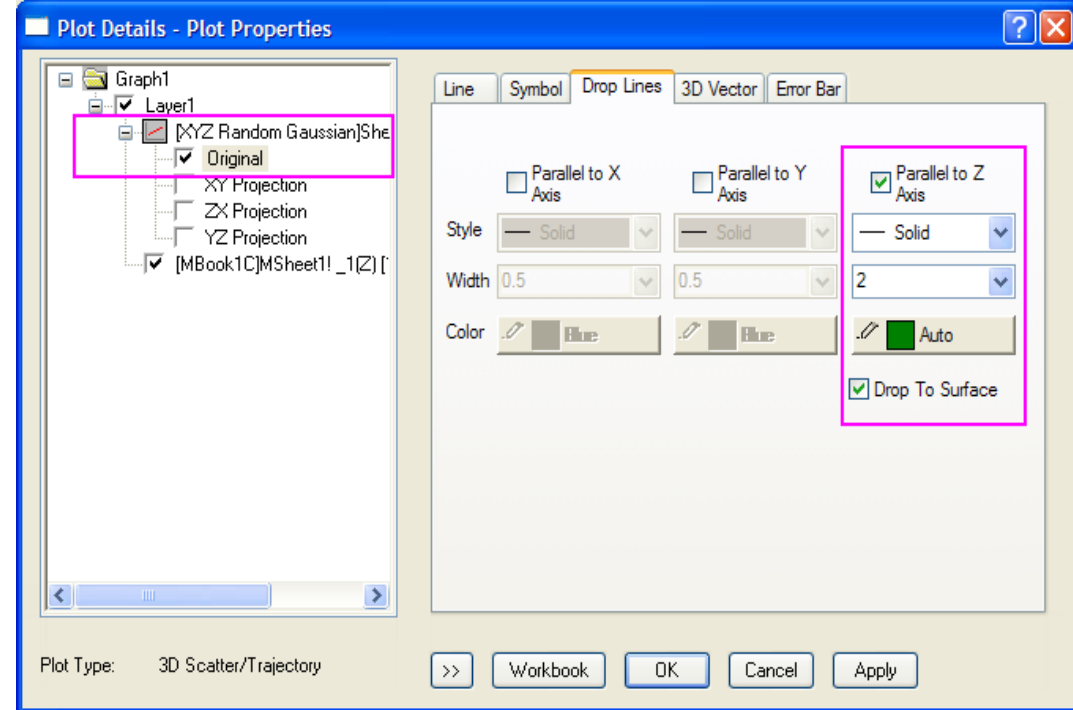 Plot Details - Plot Properties
Graph1
Layer1
[XYZ Random Gaussian]She
Original
XY Projection
ZX Projection
YZ Projection
[MBook1C]MSheet1! _1(Z) [
Line Symbol Drop Lines 3D Vector Error Bar
Parallel to X Axis Parallel to Y Axis Parallel to Z Axis
Style Solid Solid Solid
Width 0.5 0.5 2
Color Blue Blue Auto
Drop To Surface
Plot Type: 3D Scatter/Trajectory
>> Workbook OK Cancel Apply